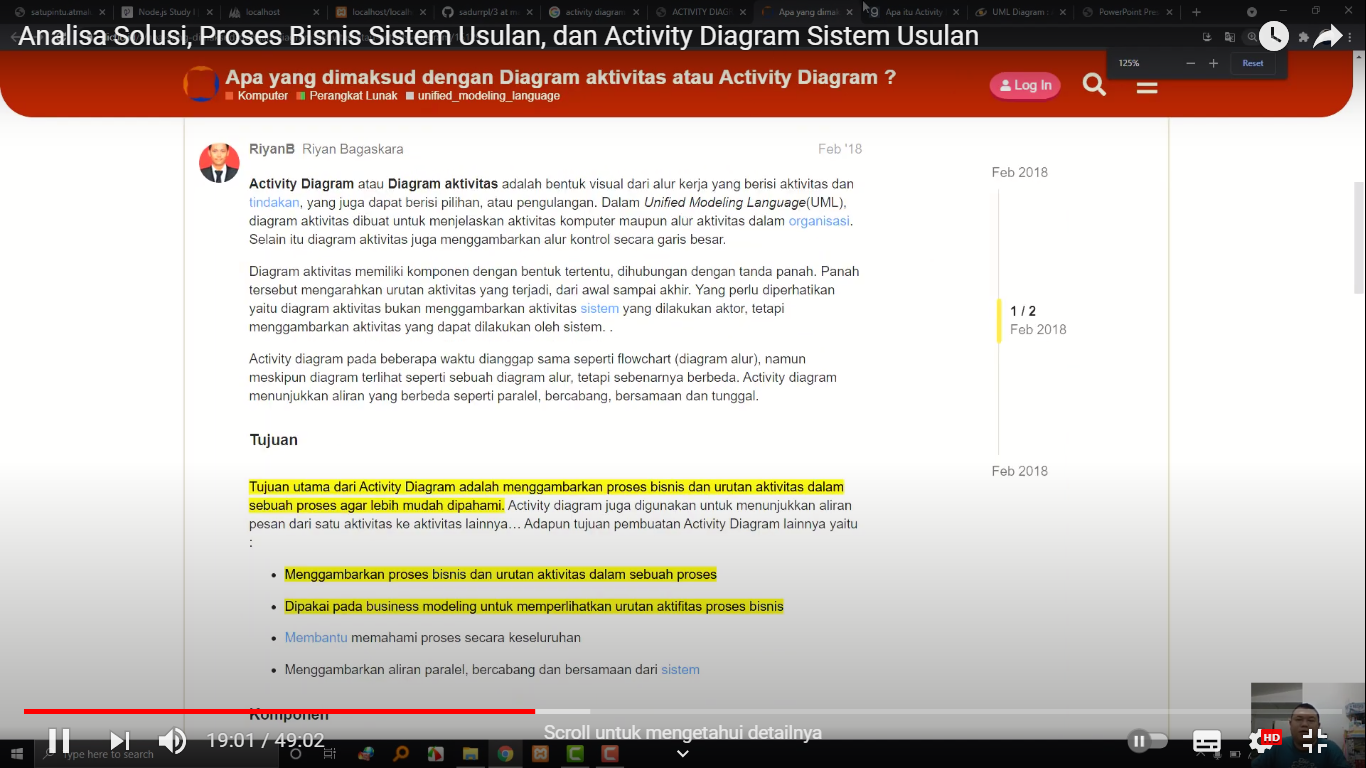 satupintu.atmal
Node.js Study
localhost
localhost/localh
sadurrpl/3 at m
activity diagram
ACTIVITY DIAGR
Apa yang dimak
Apa itu Activity
UML Diagram :
PowerPoint Pres
Analisa Solusi, Proses Bisnis Sistem Usulan, dan Activity Diagram Sistem Usulan
125%
Reset
Apa yang dimaksud dengan Diagram aktivitas atau Activity Diagram ?
Komputer Perangkat Lunak unified_modeling_language
Log In
RiyanB Riyan Bagaskara
Feb '18
Activity Diagram atau Diagram aktivitas adalah bentuk visual dari alur kerja yang berisi aktivitas dan
tindakan, yang juga dapat berisi pilihan, atau pengulangan. Dalam Unified Modeling Language(UML),
diagram aktivitas dibuat untuk menjelaskan aktivitas komputer maupun alur aktivitas dalam organisasi.
Selain itu diagram aktivitas juga menggambarkan alur kontrol secara garis besar.
Diagram aktivitas memiliki komponen dengan bentuk tertentu, dihubungan dengan tanda panah. Panah
tersebut mengarahkan urutan aktivitas yang terjadi, dari awal sampai akhir. Yang perlu diperhatikan
yaitu diagram aktivitas bukan menggambarkan aktivitas sistem yang dilakukan aktor, tetapi
menggambarkan aktivitas yang dapat dilakukan oleh sistem. .
Activity diagram pada beberapa waktu dianggap sama seperti flowchart (diagram alur), namun
meskipun diagram terlihat seperti sebuah diagram alur, tetapi sebenarnya berbeda. Activity diagram
menunjukkan aliran yang berbeda seperti paralel, bercabang, bersamaan dan tunggal.
Tujuan
Tujuan utama dari Activity Diagram adalah menggambarkan proses bisnis dan urutan aktivitas dalam
sebuah proses agar lebih mudah dipahami. Activity diagram juga digunakan untuk menunjukkan aliran
pesan dari satu aktivitas ke aktivitas lainnya… Adapun tujuan pembuatan Activity Diagram lainnya yaitu
:
• Menggambarkan proses bisnis dan urutan aktivitas dalam sebuah proses
• Dipakai pada business modeling untuk memperlihatkan urutan aktifitas proses bisnis
• Membantu memahami proses secara keseluruhan
• Menggambarkan aliran paralel, bercabang dan bersamaan dari sistem
Komponen
Feb 2018
1 / 2
Feb 2018
Feb 2018
19:01 / 49:02
Scroll untuk mengetahui detailnya
HD
Type here to search